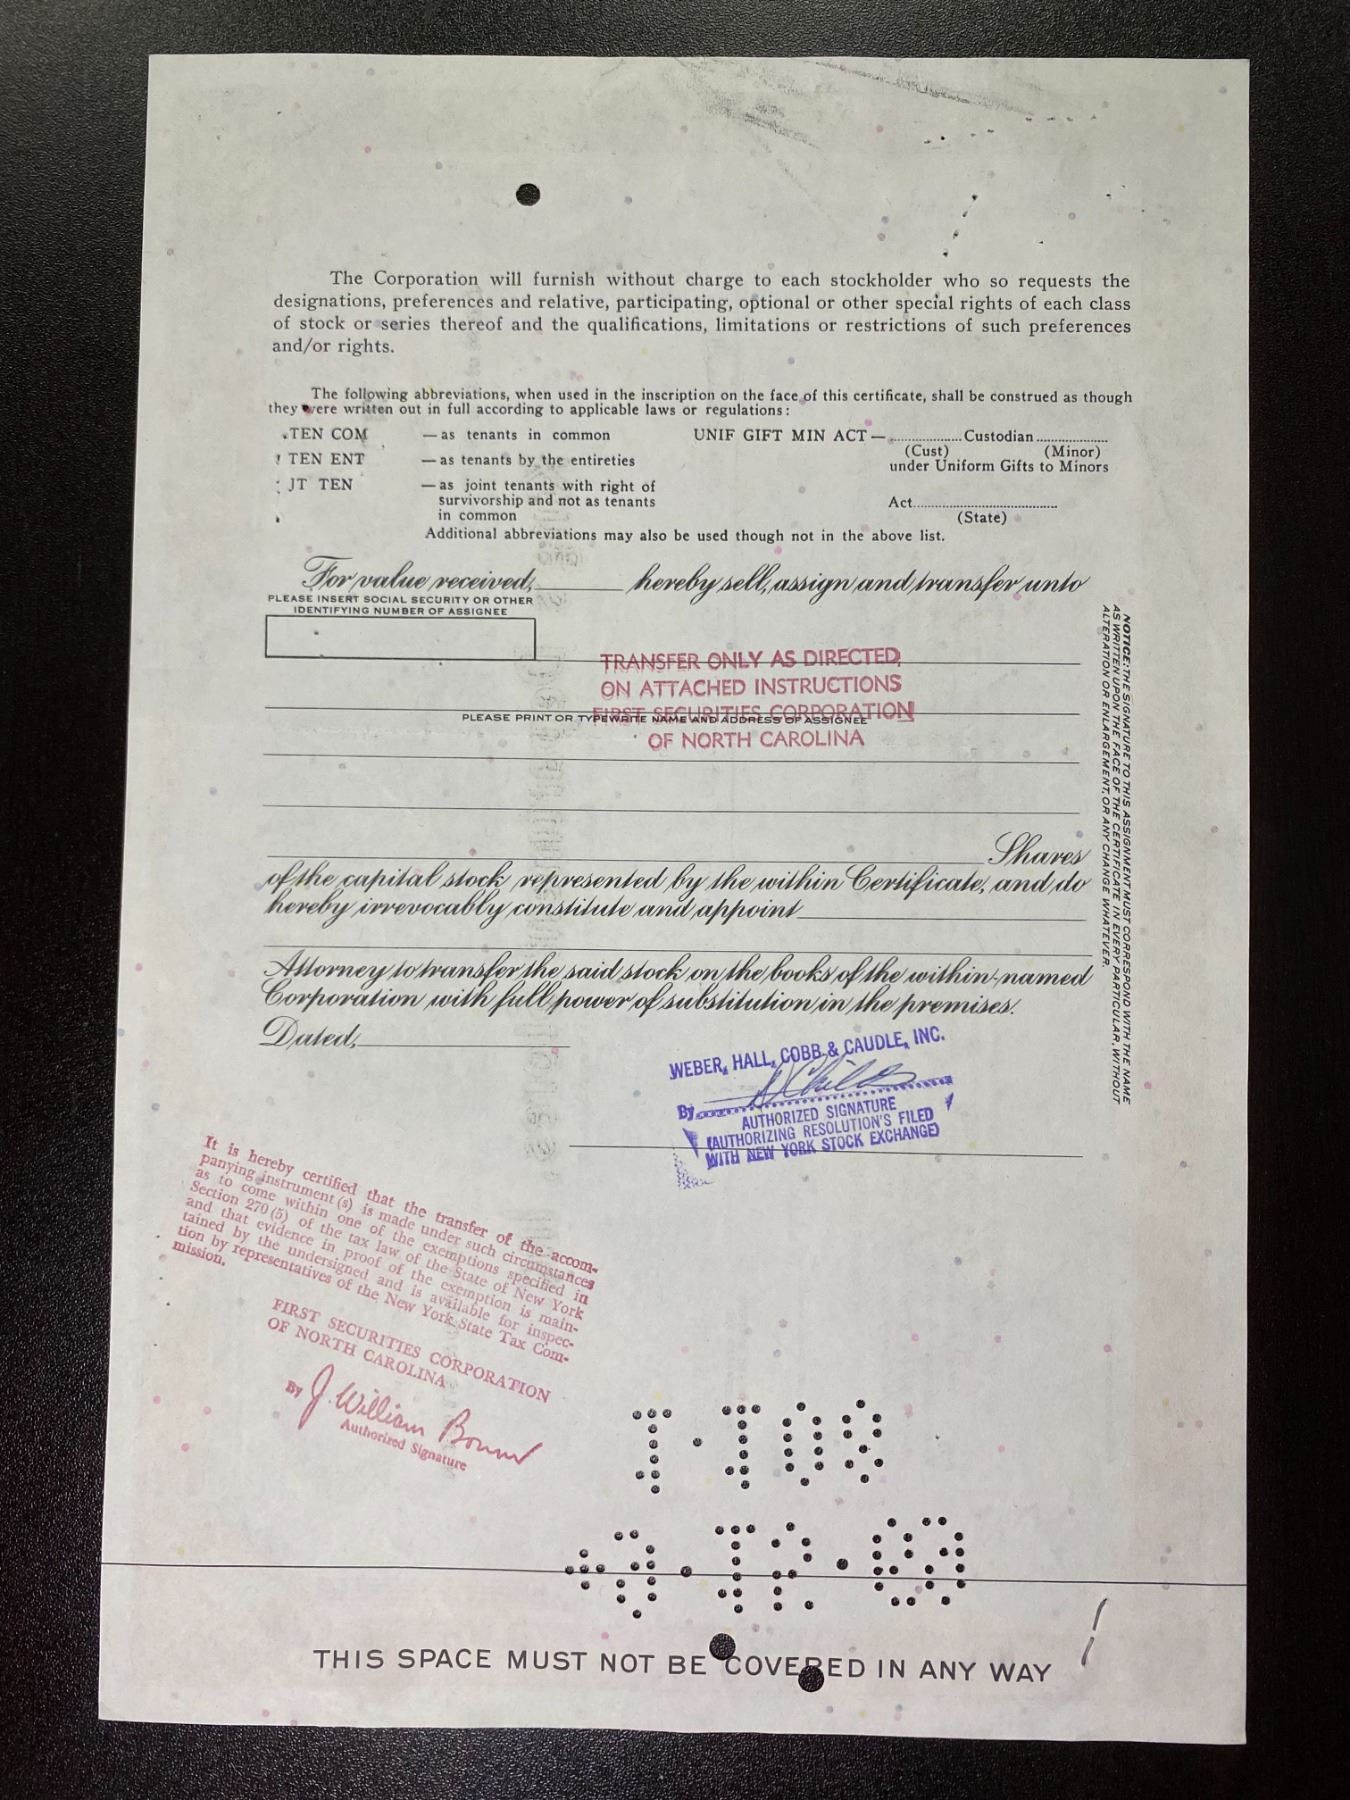 The Corporation will furnish without charge to each stockholder who so requests the
designations, preferences and relative, participating, optional or other special rights of each class
of stock or series thereof and the qualifications, limitations or restrictions of such preferences
and/or rights.
The following abbreviations, when used in the inscription on the face of this certificate, shall be construed as though
they were written out in full according to applicable laws or regulations:
TEN COM — as tenants in common UNIF GIFT MIN ACT — .................. Custodian ..................
(Cust) (Minor)
TEN ENT — as tenants by the entireties under Uniform Gifts to Minors
JT TEN — as joint tenants with right of
survivorship and not as tenants Act....................................
in common (State)
Additional abbreviations may also be used though not in the above list.
For value received, ________ hereby sell, assign and transfer unto
PLEASE INSERT SOCIAL SECURITY OR OTHER
IDENTIFYING NUMBER OF ASSIGNEE
TRANSFER ONLY AS DIRECTED
ON ATTACHED INSTRUCTIONS
FIRST SECURITIES CORPORATION
PLEASE PRINT OR TYPEWRITE NAME AND ADDRESS OF ASSIGNEE
OF NORTH CAROLINA
Shares
of the capital stock represented by the within Certificate, and do
hereby irrevocably constitute and appoint
Attorney to transfer the said stock on the books of the within-named
Corporation with full power of substitution in the premises.
Dated,
NOTICE: THE SIGNATURE TO THIS ASSIGNMENT MUST CORRESPOND WITH THE NAME
AS WRITTEN UPON THE FACE OF THE CERTIFICATE IN EVERY PARTICULAR, WITHOUT
ALTERATION OR ENLARGEMENT, OR ANY CHANGE WHATEVER.
WEBER, HALL, COBB & CAUDLE, INC.
By
AUTHORIZED SIGNATURE
(AUTHORIZING RESOLUTION'S FILED
WITH NEW YORK STOCK EXCHANGE)
It is hereby certified that the transfer of the accom-
panying instrument(s) is made under such circumstances
as to come within one of the exemptions specified in
Section 270(5) of the tax law of the State of New York
and that evidence in proof of the exemption is main-
tained by the undersigned and is available for inspec-
tion by representatives of the New York State Tax Com-
mission.
FIRST SECURITIES CORPORATION
OF NORTH CAROLINA
By J. William
Authorized Signature
THIS SPACE MUST NOT BE COVERED IN ANY WAY